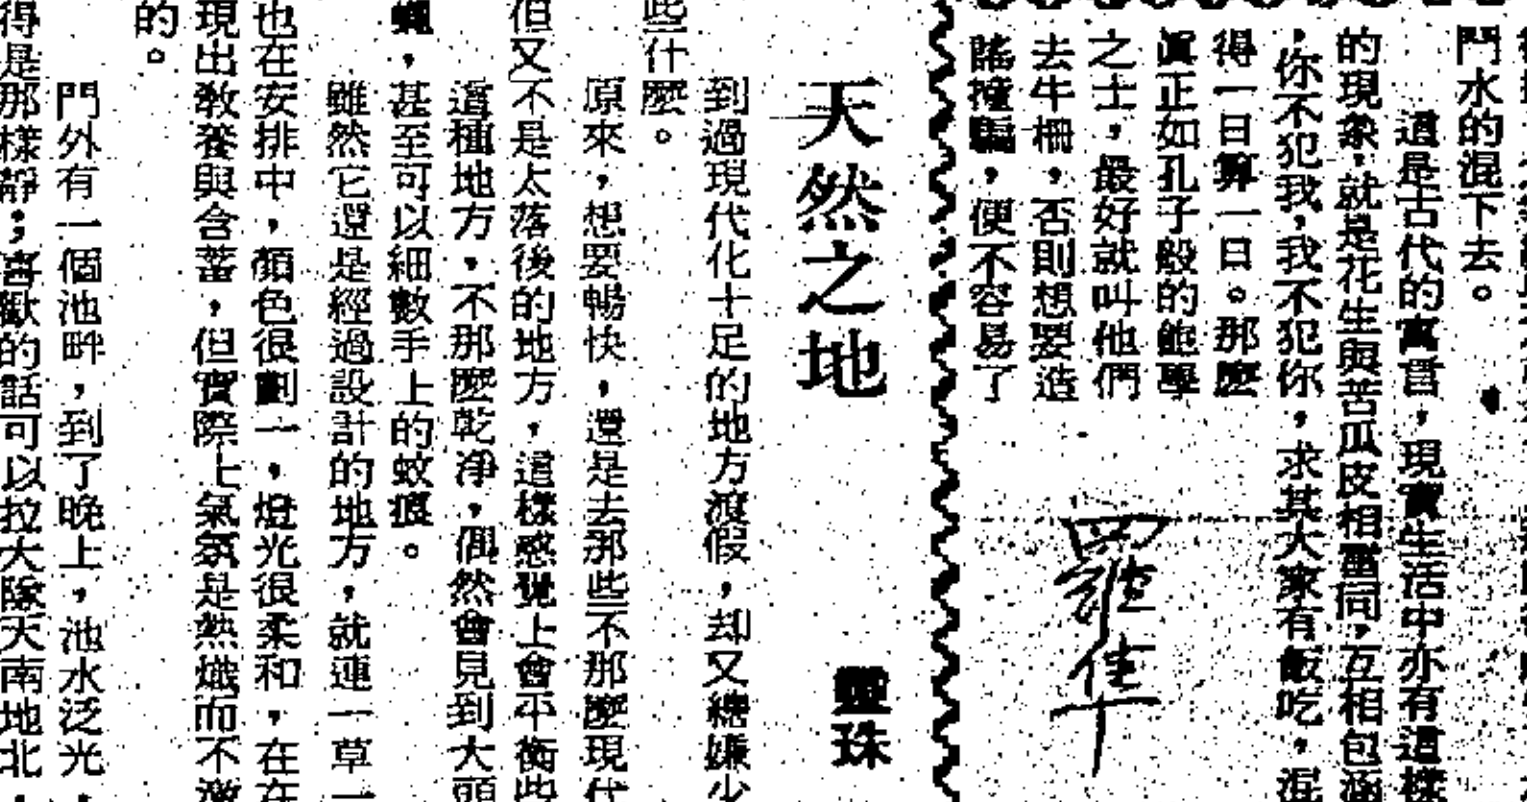 鬥水的混下去。
這是古代的寓言，現實生活中亦有這樣
的現象，就是花生與苦瓜皮相壘同，互相包涵
，你不犯我，我不犯你，求其大家有飯吃，混
得一日算一日。那麼
眞正如孔子般的飽學
之士，最好就叫他們
去牛柵，否則想要造
謠撞騙，便不容易了
天然之地
靈珠
到過現代化十足的地方渡假，却又總嫌少
些什麼。
原來，想要暢快，還是去那些不那麼現代
但又不是太落後的地方，這樣感覺上會平衡些
這種地方，不那麼乾净，偶然會見到大頭
蠅，甚至可以細數手上的蚊痕。
雖然它還是經過設計的地方，就連一草一
也在安排中，顏色很劃一，燈光很柔和，在在
現出敎養與含蓄，但實際上氣氛是熱熾而不激
的。
門外有一個池畔，到了晚上，池水泛光，
得是那樣靜；喜歡的話可以拉大隊天南地北，